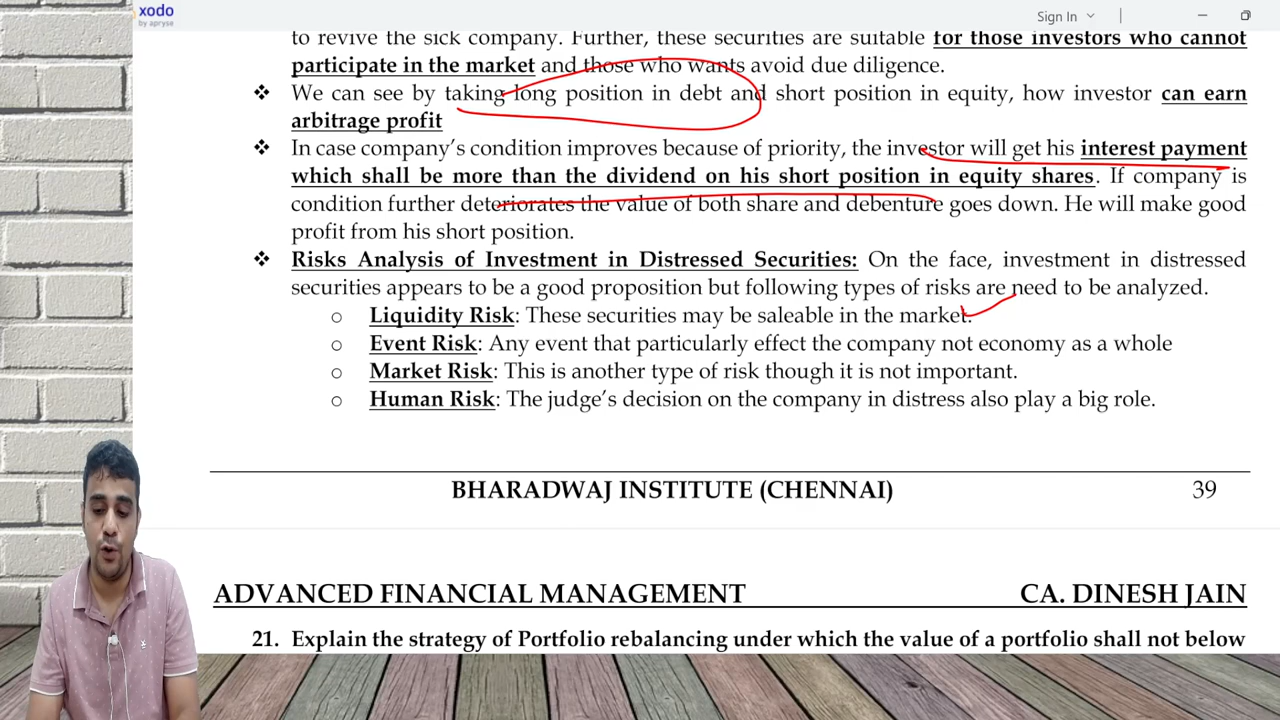 xodo
by apryse
Sign In
to revive the sick company. Further, these securities are suitable for those investors who cannot
participate in the market and those who wants avoid due diligence.
❖ We can see by taking long position in debt and short position in equity, how investor can earn
arbitrage profit
❖ In case company's condition improves because of priority, the investor will get his interest payment
which shall be more than the dividend on his short position in equity shares. If company is
condition further deteriorates the value of both share and debenture goes down. He will make good
profit from his short position.
❖ Risks Analysis of Investment in Distressed Securities: On the face, investment in distressed
securities appears to be a good proposition but following types of risks are need to be analyzed.
o Liquidity Risk: These securities may be saleable in the market.
o Event Risk: Any event that particularly effect the company not economy as a whole
o Market Risk: This is another type of risk though it is not important.
o Human Risk: The judge's decision on the company in distress also play a big role.
BHARADWAJ INSTITUTE (CHENNAI) 39
ADVANCED FINANCIAL MANAGEMENT CA. DINESH JAIN
21. Explain the strategy of Portfolio rebalancing under which the value of a portfolio shall not below